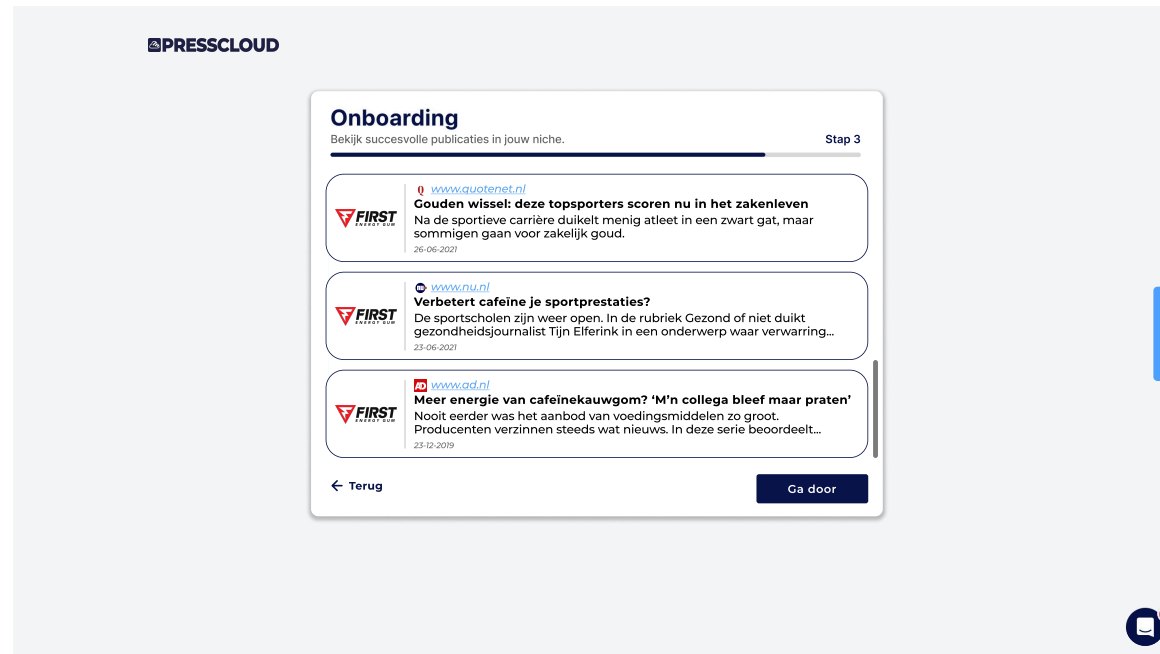 PRESSCLOUD
Onboarding
Bekijk succesvolle publicaties in jouw niche.
Stap 3
FIRST
ENERGY GUM
Q www.quotenet.nl
Gouden wissel: deze topsporters scoren nu in het zakenleven
Na de sportieve carrière duikelt menig atleet in een zwart gat, maar
sommigen gaan voor zakelijk goud.
26-06-2021
FIRST
ENERGY GUM
www.nu.nl
Verbetert cafeïne je sportprestaties?
De sportscholen zijn weer open. In de rubriek Gezond of niet duikt
gezondheidsjournalist Tijn Elferink in een onderwerp waar verwarring...
23-06-2021
FIRST
ENERGY GUM
AD www.ad.nl
Meer energie van cafeïnekauwgom? ‘M’n collega bleef maar praten’
Nooit eerder was het aanbod van voedingsmiddelen zo groot.
Producenten verzinnen steeds wat nieuws. In deze serie beoordeelt...
23-12-2019
← Terug
Ga door